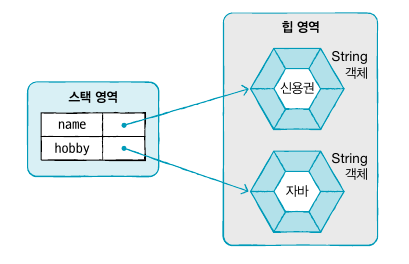 힙 영역
String
객체
신용권
스택 영역
name
hobby
String
객체
자바